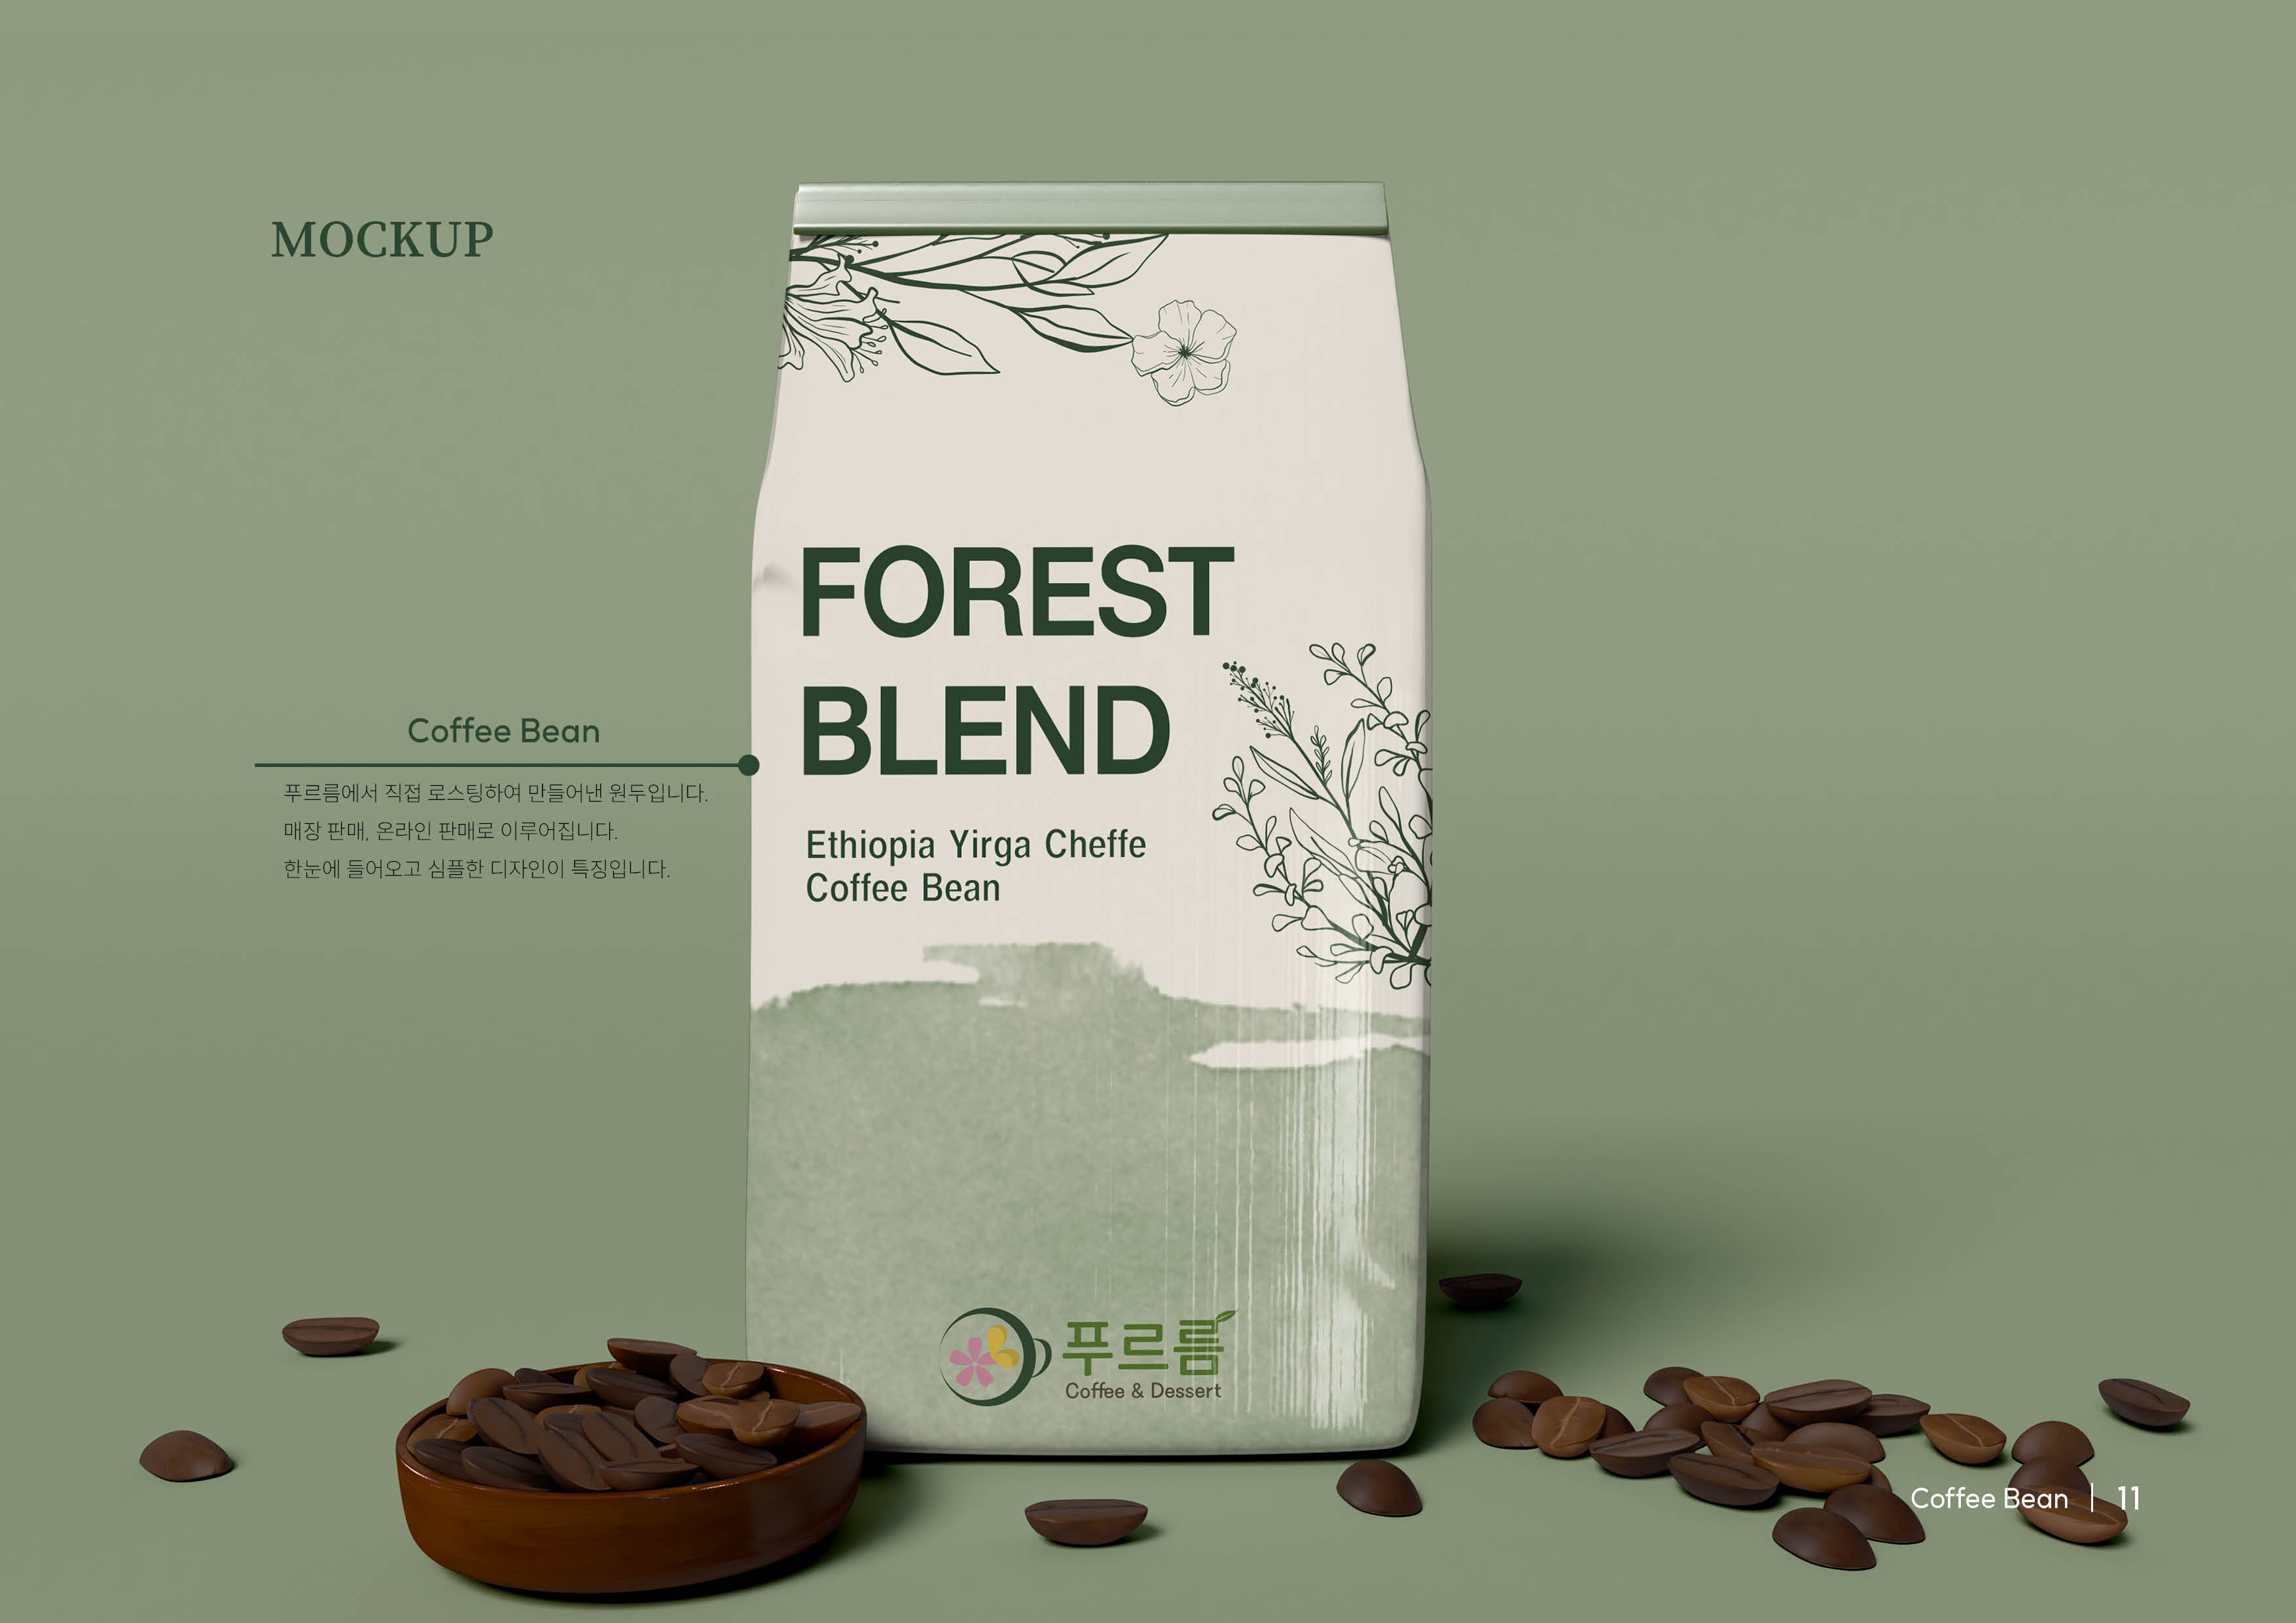 MOCKUP
FOREST
BLEND
Coffee Bean
푸르름에서 직접 로스팅하여 만들어낸 원두입니다.
매장 판매, 온라인 판매로 이루어집니다.
한눈에 들어오고 심플한 디자인이 특징입니다.
Ethiopia Yirga Cheffe
Coffee Bean
푸르름
Coffee & Dessert
Coffee Bean | 11